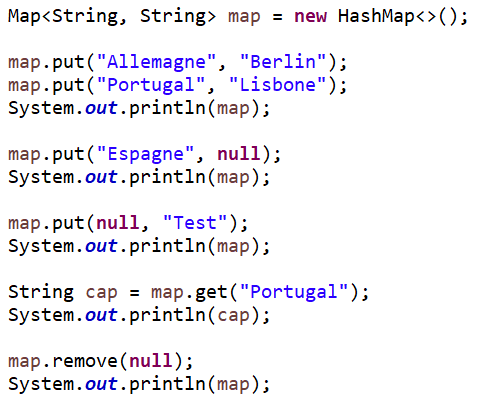 Map<String, String> map = new HashMap<>();
map.put("Allemagne", "Berlin");
map.put("Portugal", "Lisbone");
System.out.println(map);
map.put("Espagne", null);
System.out.println(map);
map.put(null, "Test");
System.out.println(map);
String cap = map.get("Portugal");
System.out.println(cap);
map.remove(null);
System.out.println(map);